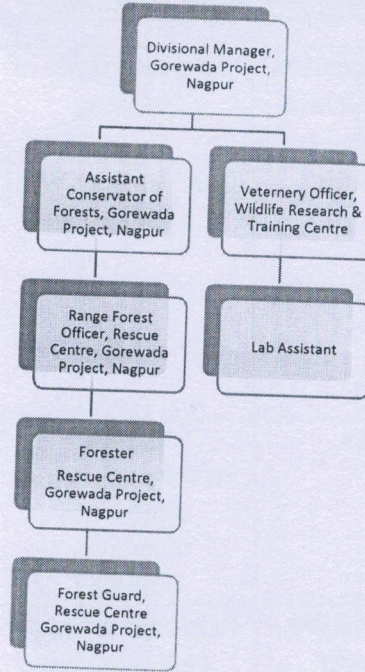 Divisional Manager,
Gorewada Project,
Nagpur
Assistant
Conservator of
Forests, Gorewada
Project, Nagpur
Veternery Officer,
Wildlife Research &
Training Centre
Range Forest
Officer, Rescue
Centre, Gorewada
Project, Nagpur
Lab Assistant
Forester
Rescue Centre,
Gorewada Project,
Nagpur
Forest Guard,
Rescue Centre
Gorewada Project,
Nagpur